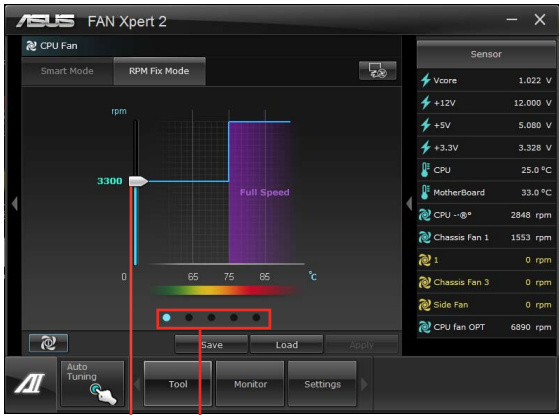 ASUS FAN Xpert 2
CPU Fan
Smart Mode RPM Fix Mode
rpm
3300
Full Speed
0 65 75 85 °C
Save Load Apply
Auto Tuning
Tool Monitor Settings
Sensor
Vcore 1.022 V
+12V 12.000 V
+5V 5.080 V
+3.3V 3.328 V
CPU 25.0 °C
MotherBoard 33.0 °C
CPU --®° 2848 rpm
Chassis Fan 1 1553 rpm
1 0 rpm
Chassis Fan 3 0 rpm
Side Fan 0 rpm
CPU fan OPT 6890 rpm